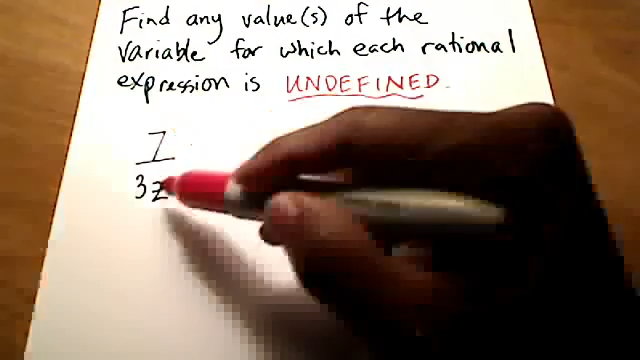 Find any value(s) of the
variable for which each rational
expression is UNDEFINED.
7
3z